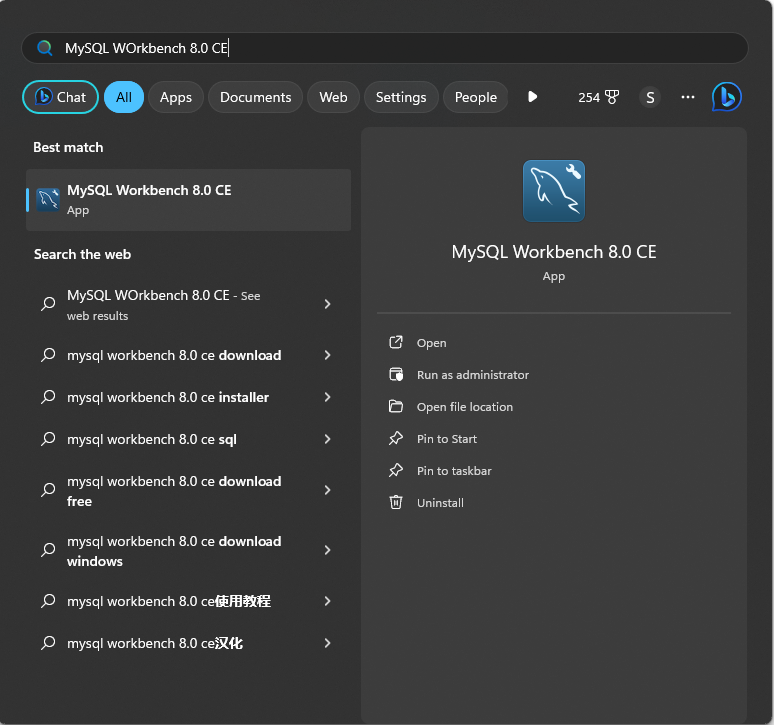 MySQL WOrkbench 8.0 CE
Chat
All
Apps
Documents
Web
Settings
People
254
S
Best match
MySQL Workbench 8.0 CE
App
Search the web
MySQL WOrkbench 8.0 CE - See
web results
mysql workbench 8.0 ce download
mysql workbench 8.0 ce installer
mysql workbench 8.0 ce sql
mysql workbench 8.0 ce download
free
mysql workbench 8.0 ce download
windows
mysql workbench 8.0 ce使用教程
mysql workbench 8.0 ce汉化
MySQL Workbench 8.0 CE
App
Open
Run as administrator
Open file location
Pin to Start
Pin to taskbar
Uninstall